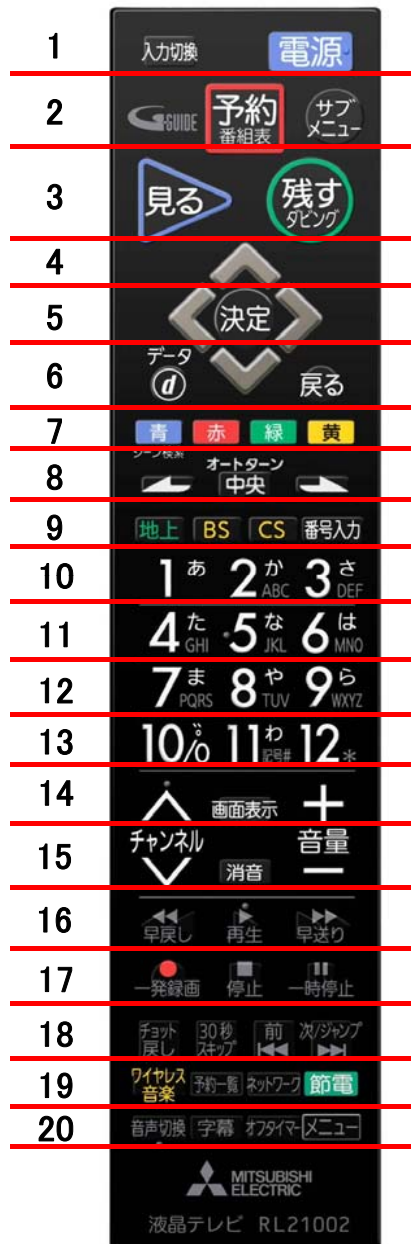 1 入力切換 電源
2 G-GUIDE 予約 番組表 サブメニュー
3 見る 残す ダビング
4
5 決定
6 データ d 戻る
7 青 赤 緑 黄
シーン検索
8 オートターン 中央
9 地上 BS CS 番号入力
10 1 あ 2 か ABC 3 さ DEF
11 4 た GHI 5 な JKL 6 は MNO
12 7 ま PQRS 8 や TUV 9 ら WXYZ
13 10/0 11 わ 記号# 12 *
14 画面表示 +
15 チャンネル 消音 音量 −
16 早戻し 再生 早送り
17 一発録画 停止 一時停止
18 チョット戻し 30秒スキップ 前 次/ジャンプ
19 ワイヤレス音楽 予約一覧 ネットワーク 節電
20 音声切換 字幕 オフタイマー メニュー
MITSUBISHI
ELECTRIC
液晶テレビ RL21002